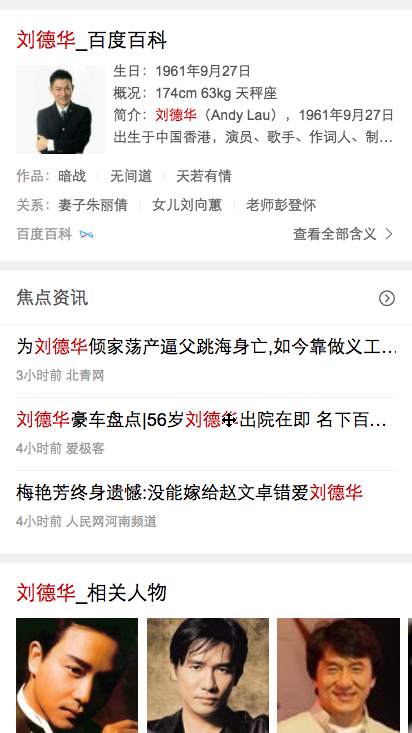 刘德华_百度百科
生日：1961年9月27日
概况：174cm 63kg 天秤座
简介：刘德华（Andy Lau），1961年9月27日
出生于中国香港，演员、歌手、作词人、制…
作品：暗战 无间道 天若有情
关系：妻子朱丽倩 女儿刘向蕙 老师彭登怀
百度百科 查看全部含义
焦点资讯
为刘德华倾家荡产逼父跳海身亡,如今靠做义工…
3小时前 北青网
刘德华豪车盘点|56岁刘德华出院在即 名下百…
4小时前 爱极客
梅艳芳终身遗憾:没能嫁给赵文卓错爱刘德华
4小时前 人民网河南频道
刘德华_相关人物